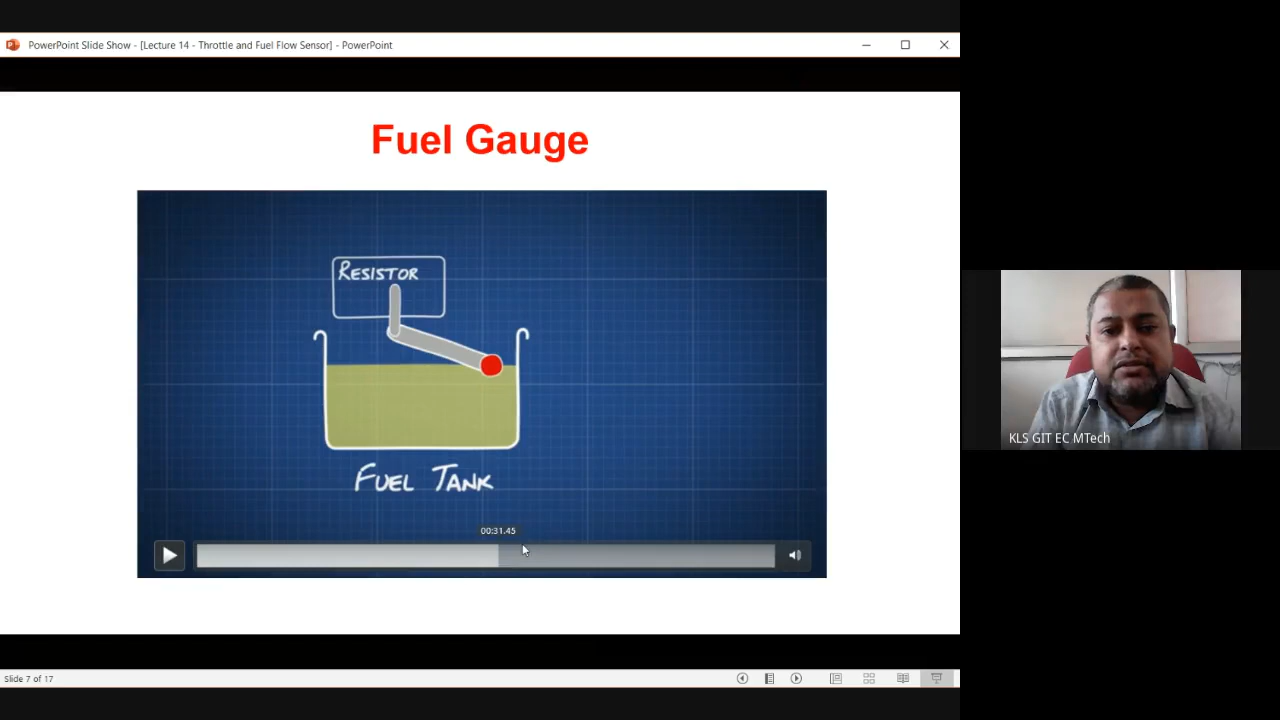 PowerPoint Slide Show - [Lecture 14 - Throttle and Fuel Flow Sensor] - PowerPoint
Fuel Gauge
RESISTOR
FUEL TANK
00:31.45
KLS GIT EC MTech
Slide 7 of 17